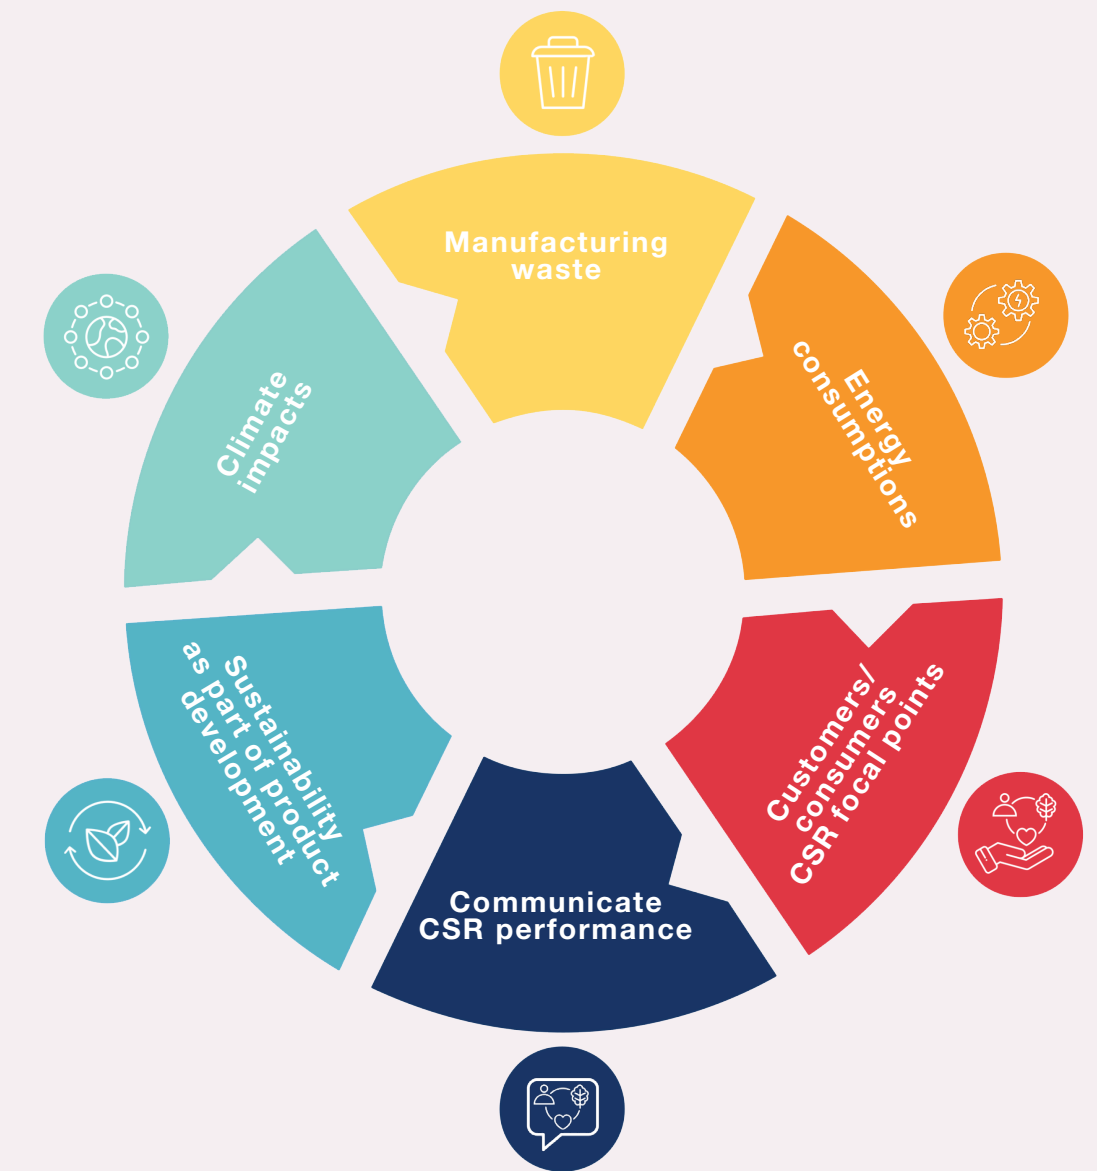 Manufacturing
waste
Energy
consumptions
Customers/
consumers
CSR focal points
Communicate
CSR performance
Sustainability
as part of product
development
Climate
impacts